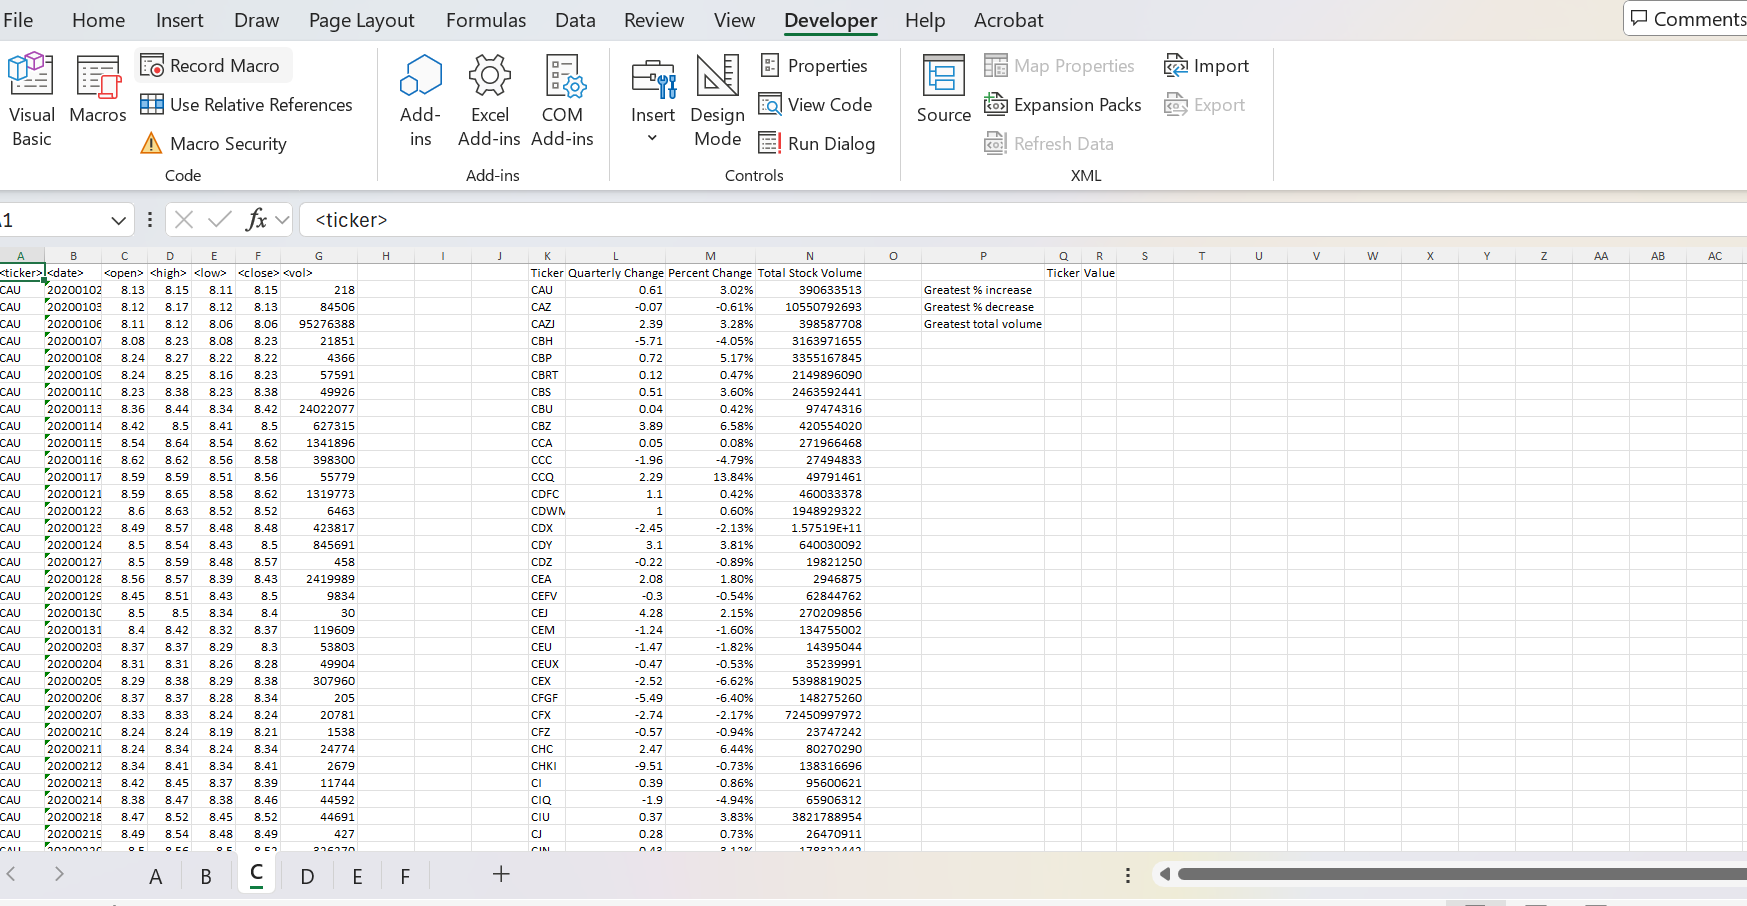 File Home Insert Draw Page Layout Formulas Data Review View Developer Help Acrobat Comments
Visual Basic Macros Record Macro Use Relative References Macro Security Code
Add-ins Excel Add-ins COM Add-ins Add-ins
Insert Design Mode Properties View Code Run Dialog Controls
Source Map Properties Expansion Packs Refresh Data Import Export XML
1 fx <ticker>
A B C D E F G H I J K L M N O P Q R S T U V W X Y Z AA AB AC
<ticker> <date> <open> <high> <low> <close> <vol> Ticker Quarterly Change Percent Change Total Stock Volume Ticker Value
CAU 20200102 8.13 8.15 8.11 8.15 218 CAU 0.61 3.02% 390633513 Greatest % increase
CAU 20200103 8.12 8.17 8.12 8.13 84506 CAZ -0.07 -0.61% 10550792693 Greatest % decrease
CAU 20200106 8.11 8.12 8.06 8.06 95276388 CAZJ 2.39 3.28% 398587708 Greatest total volume
CAU 20200107 8.08 8.23 8.08 8.23 21851 CBH -5.71 -4.05% 3163971655
CAU 20200108 8.24 8.27 8.22 8.22 4366 CBP 0.72 5.17% 3355167845
CAU 20200109 8.24 8.25 8.16 8.23 57591 CBRT 0.12 0.47% 2149896090
CAU 20200110 8.23 8.38 8.23 8.38 49926 CBS 0.51 3.60% 2463592441
CAU 20200113 8.36 8.44 8.34 8.42 24022077 CBU 0.04 0.42% 97474316
CAU 20200114 8.42 8.5 8.41 8.5 627315 CBZ 3.89 6.58% 420554020
CAU 20200115 8.54 8.64 8.54 8.62 1341896 CCA 0.05 0.08% 271966468
CAU 20200116 8.62 8.62 8.56 8.58 398300 CCC -1.96 -4.79% 27494833
CAU 20200117 8.59 8.59 8.51 8.56 55779 CCQ 2.29 13.84% 49791461
CAU 20200121 8.59 8.65 8.58 8.62 1319773 CDFC 1.1 0.42% 460033378
CAU 20200122 8.6 8.63 8.52 8.52 6463 CDWM 1 0.60% 1948929322
CAU 20200123 8.49 8.57 8.48 8.48 423817 CDX -2.45 -2.13% 1.57519E+11
CAU 20200124 8.5 8.54 8.43 8.5 845691 CDY 3.1 3.81% 640030092
CAU 20200127 8.5 8.59 8.48 8.57 458 CDZ -0.22 -0.89% 19821250
CAU 20200128 8.56 8.57 8.39 8.43 2419989 CEA 2.08 1.80% 2946875
CAU 20200129 8.45 8.51 8.43 8.5 9834 CEFV -0.3 -0.54% 62844762
CAU 20200130 8.5 8.5 8.34 8.4 30 CEJ 4.28 2.15% 270209856
CAU 20200131 8.4 8.42 8.32 8.37 119609 CEM -1.24 -1.60% 134755002
CAU 20200203 8.37 8.37 8.29 8.3 53803 CEU -1.47 -1.82% 14395044
CAU 20200204 8.31 8.31 8.26 8.28 49904 CEUX -0.47 -0.53% 35239991
CAU 20200205 8.29 8.38 8.29 8.38 307960 CEX -2.52 -6.62% 5398819025
CAU 20200206 8.37 8.37 8.28 8.34 205 CFGF -5.49 -6.40% 148275260
CAU 20200207 8.33 8.33 8.24 8.24 20781 CFX -2.74 -2.17% 72450997972
CAU 20200210 8.24 8.24 8.19 8.21 1538 CFZ -0.57 -0.94% 23747242
CAU 20200211 8.24 8.34 8.24 8.34 24774 CHC 2.47 6.44% 80270290
CAU 20200212 8.34 8.41 8.34 8.41 2679 CHKI -9.51 -0.73% 138316696
CAU 20200213 8.42 8.45 8.37 8.39 11744 CI 0.39 0.86% 95600621
CAU 20200214 8.38 8.47 8.38 8.46 44592 CIQ -1.9 -4.94% 65906312
CAU 20200218 8.47 8.52 8.45 8.52 44691 CIU 0.37 3.83% 3821788954
CAU 20200219 8.49 8.54 8.48 8.49 427 CJ 0.28 0.73% 26470911
A B C D E F